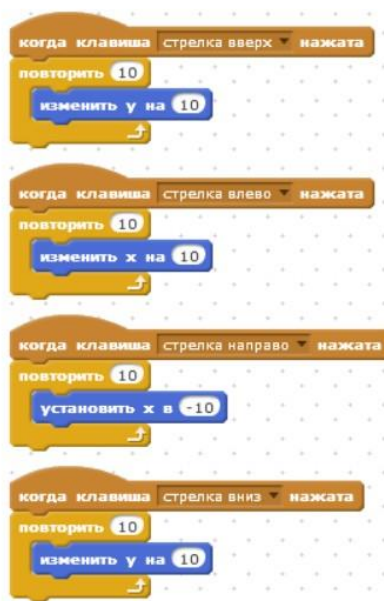 когда клавиша стрелка вверх нажата
повторить 10
изменить y на 10
когда клавиша стрелка влево нажата
повторить 10
изменить x на 10
когда клавиша стрелка направо нажата
повторить 10
установить x в -10
когда клавиша стрелка вниз нажата
повторить 10
изменить y на 10